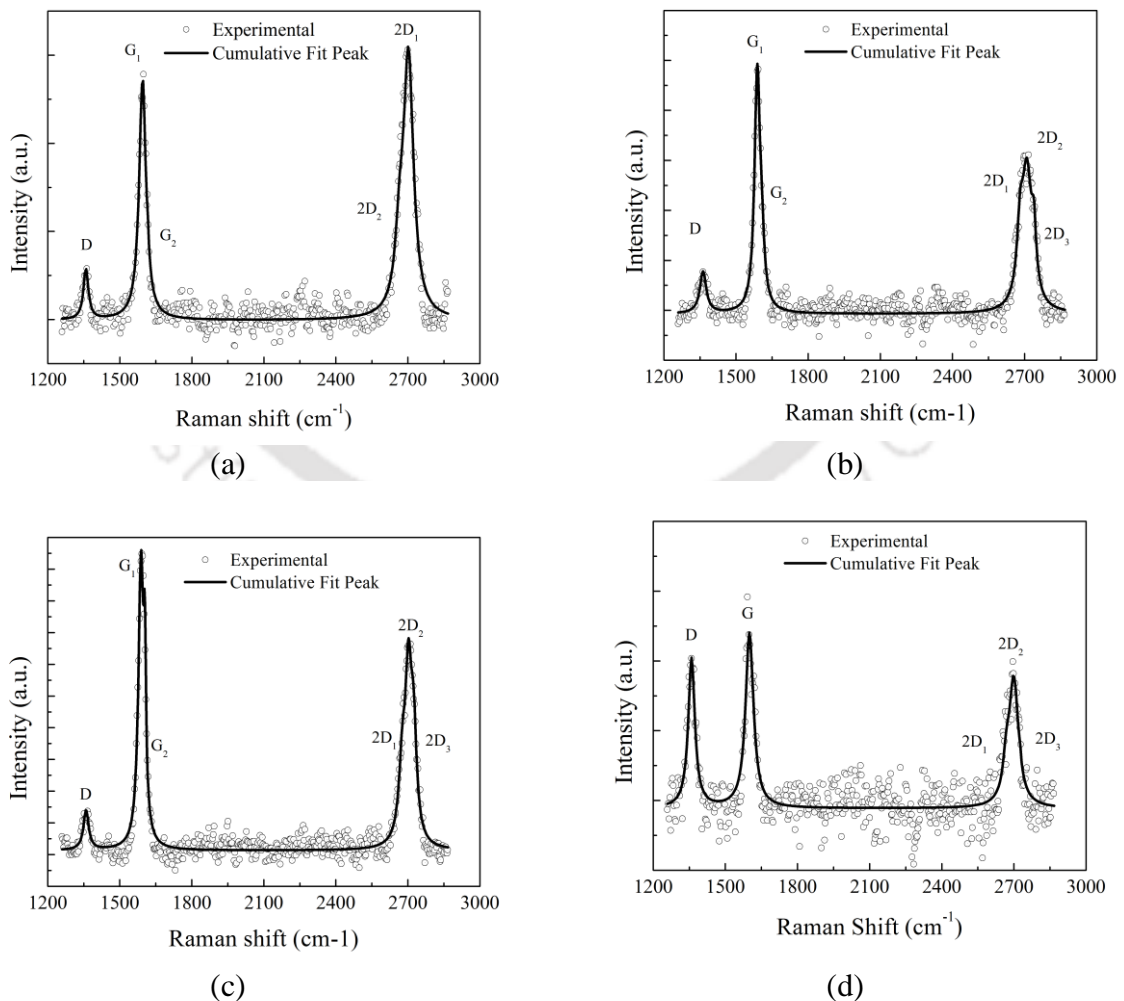 Experimental
Cumulative Fit Peak
2D₁
G₁
2D₂
G₂
D
Intensity (a.u.)
1200 1500 1800 2100 2400 2700 3000
Raman shift (cm⁻¹)
(a)
Experimental
Cumulative Fit Peak
G₁
2D₂
2D₁
G₂
2D₃
D
Intensity (a.u.)
1200 1500 1800 2100 2400 2700 3000
Raman shift (cm-1)
(b)
Experimental
Cumulative Fit Peak
G₁
2D₂
2D₁
2D₃
G₂
D
Intensity (a.u.)
1200 1500 1800 2100 2400 2700 3000
Raman shift (cm-1)
(c)
Experimental
Cumulative Fit Peak
G
D
2D₂
2D₁
2D₃
Intensity (a.u.)
1200 1500 1800 2100 2400 2700 3000
Raman Shift (cm⁻¹)
(d)